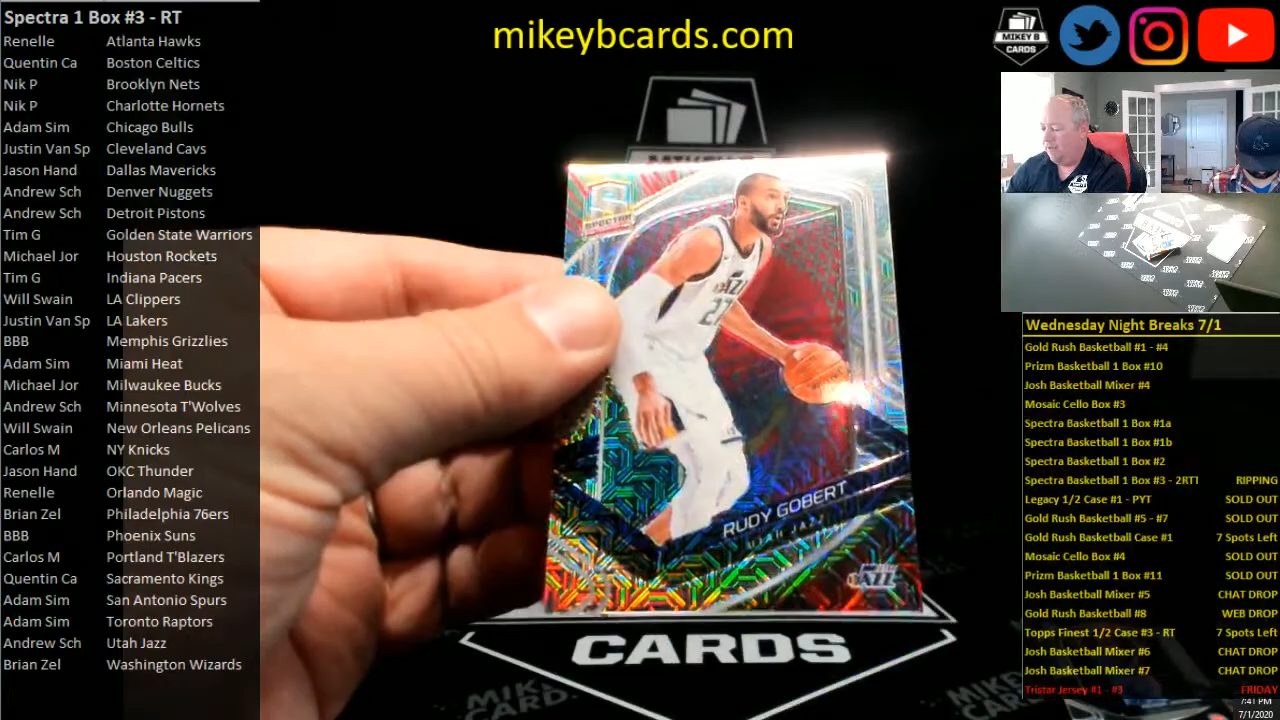 Spectra 1 Box #3 - RT
Renelle Atlanta Hawks
Quentin Ca Boston Celtics
Nik P Brooklyn Nets
Nik P Charlotte Hornets
Adam Sim Chicago Bulls
Justin Van Sp Cleveland Cavs
Jason Hand Dallas Mavericks
Andrew Sch Denver Nuggets
Andrew Sch Detroit Pistons
Tim G Golden State Warriors
Michael Jor Houston Rockets
Tim G Indiana Pacers
Will Swain LA Clippers
Justin Van Sp LA Lakers
BBB Memphis Grizzlies
Adam Sim Miami Heat
Michael Jor Milwaukee Bucks
Andrew Sch Minnesota T'Wolves
Will Swain New Orleans Pelicans
Carlos M NY Knicks
Jason Hand OKC Thunder
Renelle Orlando Magic
Brian Zel Philadelphia 76ers
BBB Phoenix Suns
Carlos M Portland T'Blazers
Quentin Ca Sacramento Kings
Adam Sim San Antonio Spurs
Adam Sim Toronto Raptors
Andrew Sch Utah Jazz
Brian Zel Washington Wizards
mikeybcards.com
SPECTRA
27
RUDY GOBERT
UTAH JAZZ
JAZZ
CARDS
MIKEY B
CARDS
Wednesday Night Breaks 7/1
Gold Rush Basketball #1 - #4
Prizm Basketball 1 Box #10
Josh Basketball Mixer #4
Mosaic Cello Box #3
Spectra Basketball 1 Box #1a
Spectra Basketball 1 Box #1b
Spectra Basketball 1 Box #2
Spectra Basketball 1 Box #3 - 2RTT RIPPING
Legacy 1/2 Case #1 - PYT SOLD OUT
Gold Rush Basketball #5 - #7 SOLD OUT
Gold Rush Basketball Case #1 7 Spots Left
Mosaic Cello Box #4 SOLD OUT
Prizm Basketball 1 Box #11 SOLD OUT
Josh Basketball Mixer #5 CHAT DROP
Gold Rush Basketball #8 WEB DROP
Topps Finest 1/2 Case #3 - RT 7 Spots Left
Josh Basketball Mixer #6 CHAT DROP
Josh Basketball Mixer #7 CHAT DROP
Tristar Jersey #1 - #3 FRIDAY
7:41 PM
7/1/2020